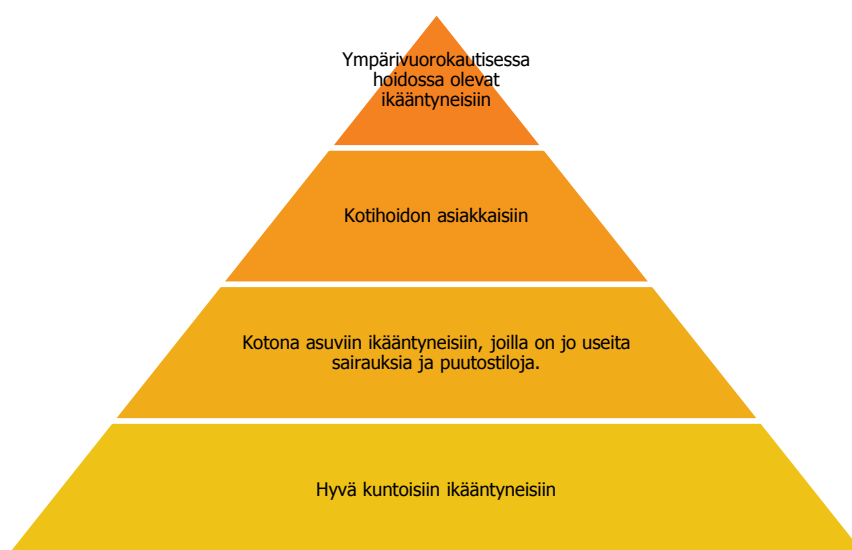 Ympärivuorokautisessa
hoidossa olevat
ikääntyneisiin
Kotihoidon asiakkaisiin
Kotona asuviin ikääntyneisiin, joilla on jo useita
sairauksia ja puutostiloja.
Hyvä kuntoisiin ikääntyneisiin